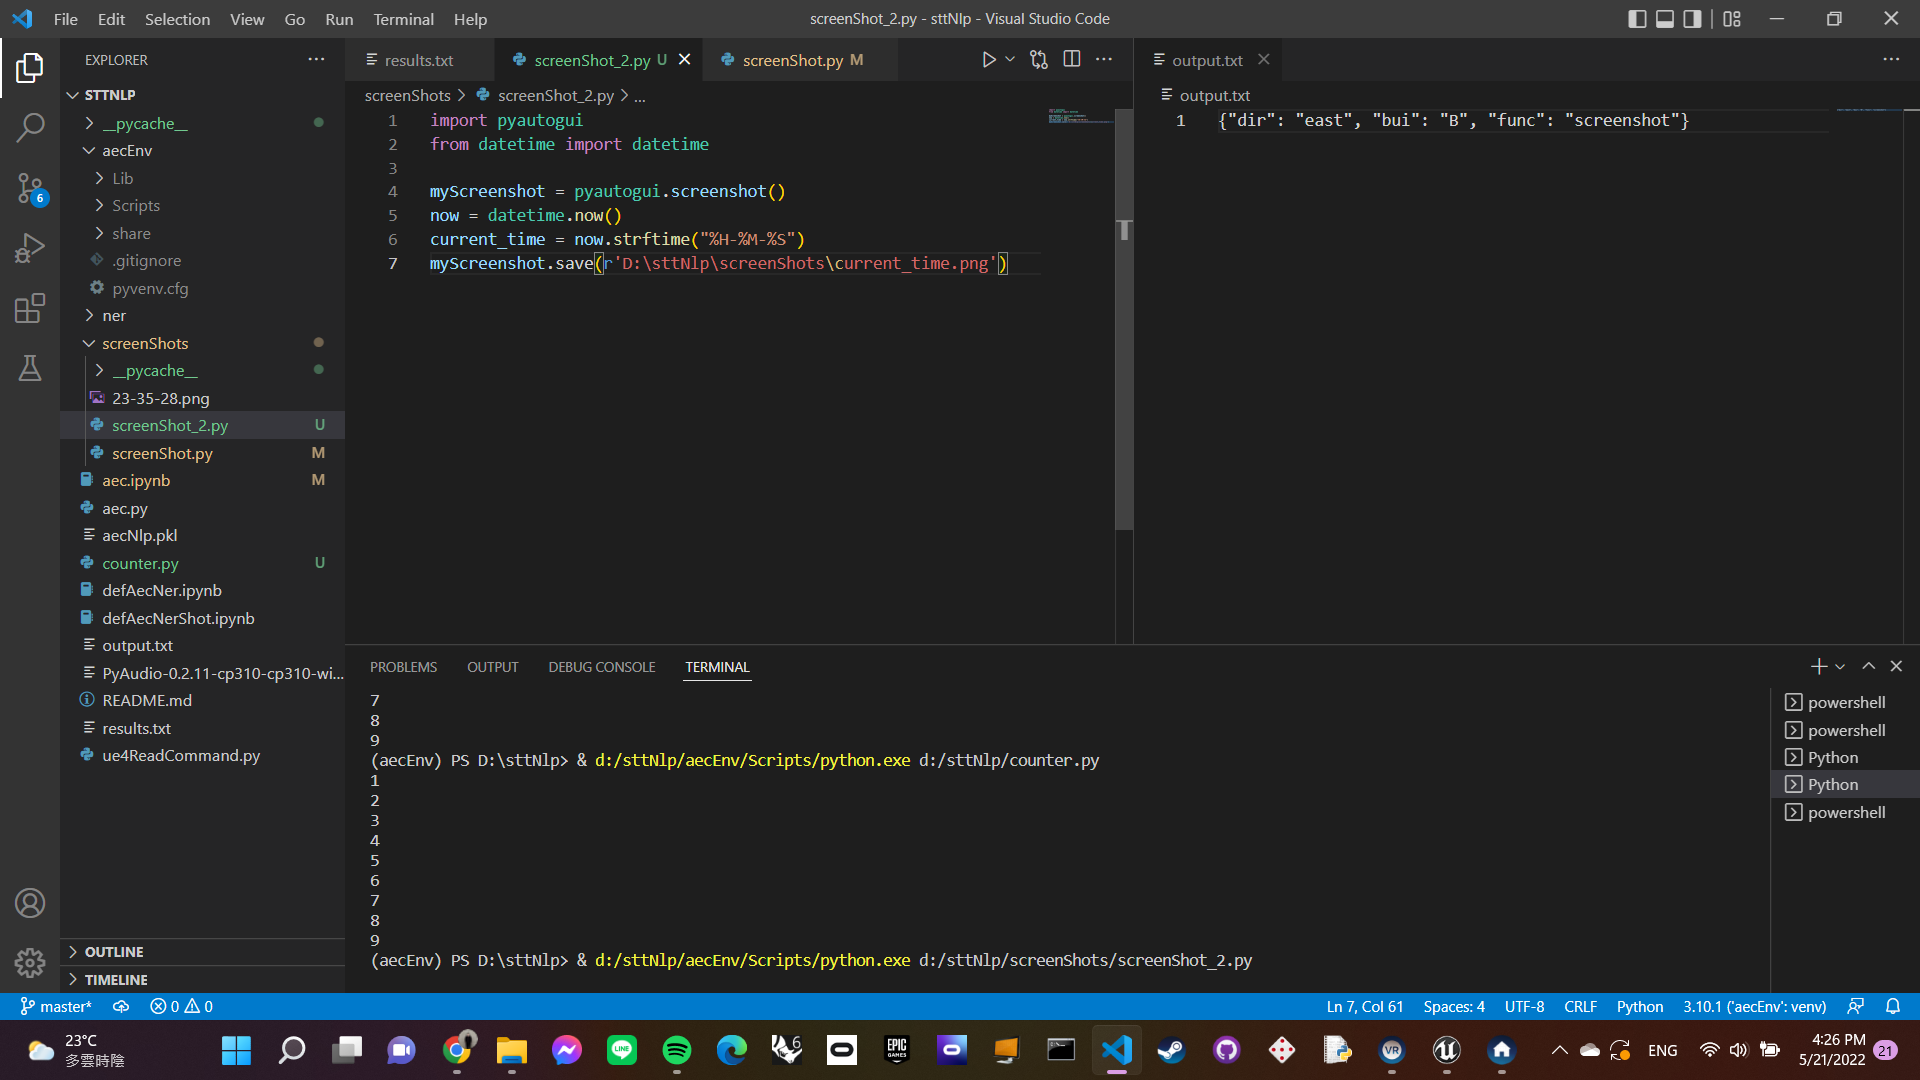 File Edit Selection View Go Run Terminal Help
screenShot_2.py - sttNlp - Visual Studio Code
EXPLORER
STTNLP
__pycache__
aecEnv
Lib
Scripts
share
.gitignore
pyvenv.cfg
ner
screenShots
__pycache__
23-35-28.png
screenShot_2.py U
screenShot.py M
aec.ipynb M
aec.py
aecNlp.pkl
counter.py U
defAecNer.ipynb
defAecNerShot.ipynb
output.txt
PyAudio-0.2.11-cp310-cp310-wi...
README.md
results.txt
ue4ReadCommand.py
OUTLINE
TIMELINE
6
results.txt screenShot_2.py U screenShot.py M
screenShots > screenShot_2.py > ...
1 import pyautogui
2 from datetime import datetime
3
4 myScreenshot = pyautogui.screenshot()
5 now = datetime.now()
6 current_time = now.strftime("%H-%M-%S")
7 myScreenshot.save(r'D:\sttNlp\screenShots\current_time.png')
output.txt
output.txt
1 {"dir": "east", "bui": "B", "func": "screenshot"}
PROBLEMS OUTPUT DEBUG CONSOLE TERMINAL
7
8
9
(aecEnv) PS D:\sttNlp> & d:/sttNlp/aecEnv/Scripts/python.exe d:/sttNlp/counter.py
1
2
3
4
5
6
7
8
9
(aecEnv) PS D:\sttNlp> & d:/sttNlp/aecEnv/Scripts/python.exe d:/sttNlp/screenShots/screenShot_2.py
powershell
powershell
Python
Python
powershell
master* 0 0
Ln 7, Col 61 Spaces: 4 UTF-8 CRLF Python 3.10.1 ('aecEnv': venv)
23°C
多雲時陰
6
EPIC GAMES
VR
ENG
4:26 PM
5/21/2022
21